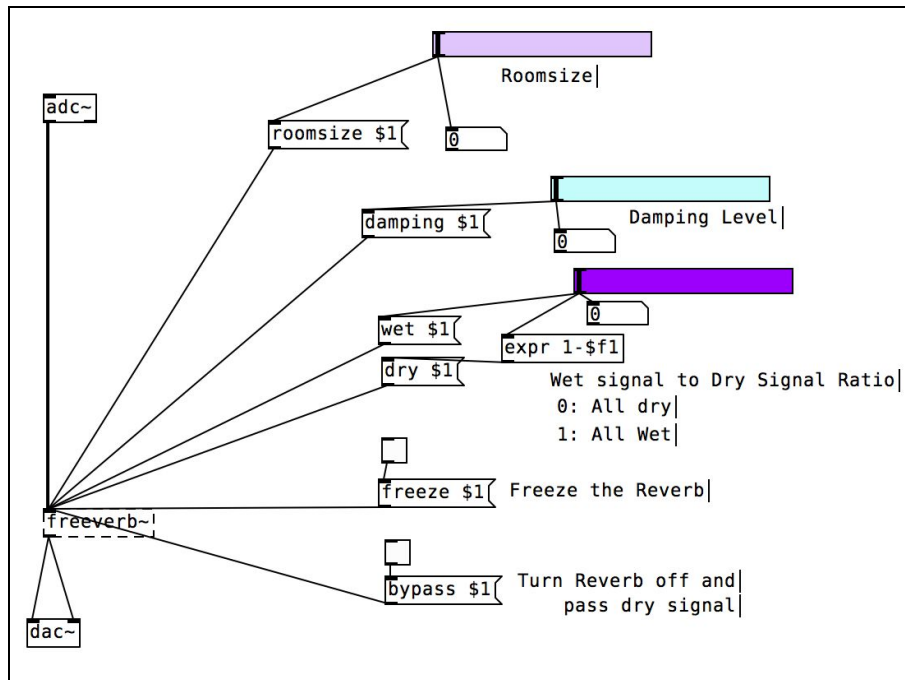 Roomsize
adc~
roomsize $1
0
Damping Level
damping $1
0
0
wet $1
expr 1-$f1
dry $1
Wet signal to Dry Signal Ratio
0: All dry
1: All Wet
freeze $1
Freeze the Reverb
freeverb~
bypass $1
Turn Reverb off and
pass dry signal
dac~